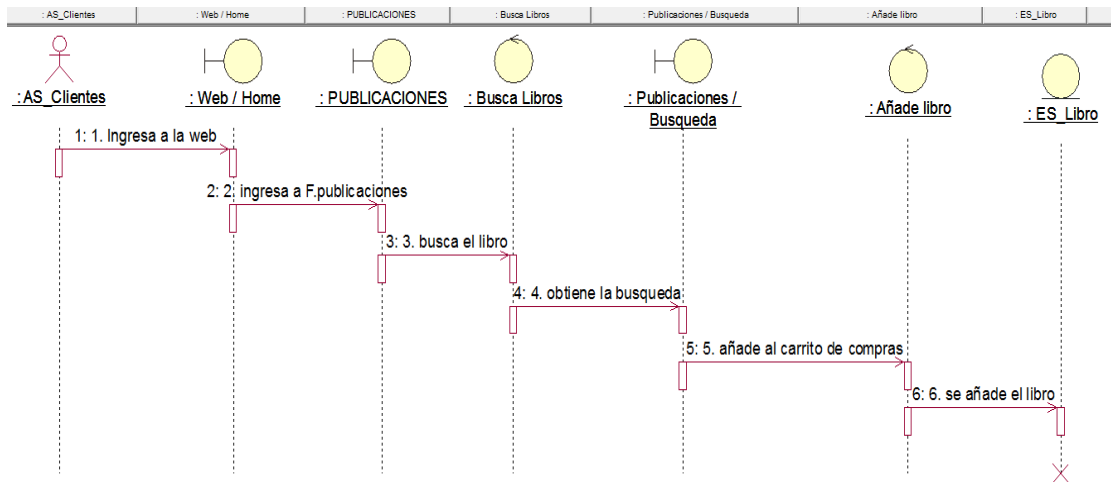 : AS_Clientes
: Web / Home
: PUBLICACIONES
: Busca Libros
: Publicaciones / Busqueda
: Añade libro
: ES_Libro
: AS_Clientes
: Web / Home
: PUBLICACIONES
: Busca Libros
: Publicaciones /
Busqueda
: Añade libro
: ES_Libro
1: 1. Ingresa a la web
2: 2. ingresa a F.publicaciones
3: 3. busca el libro
4: 4. obtiene la busqueda
5: 5. añade al carrito de compras
6: 6. se añade el libro